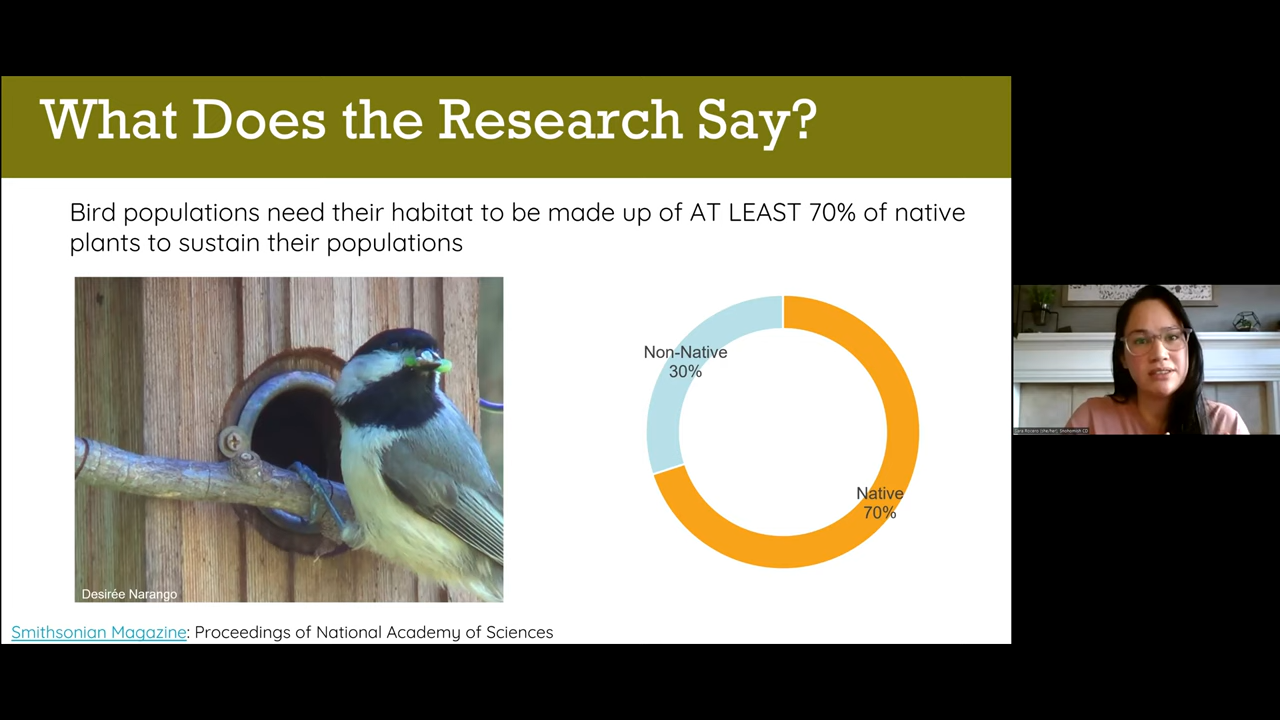 What Does the Research Say?
Bird populations need their habitat to be made up of AT LEAST 70% of native
plants to sustain their populations
Non-Native
30%
Native
70%
Desirée Narango
Smithsonian Magazine: Proceedings of National Academy of Sciences